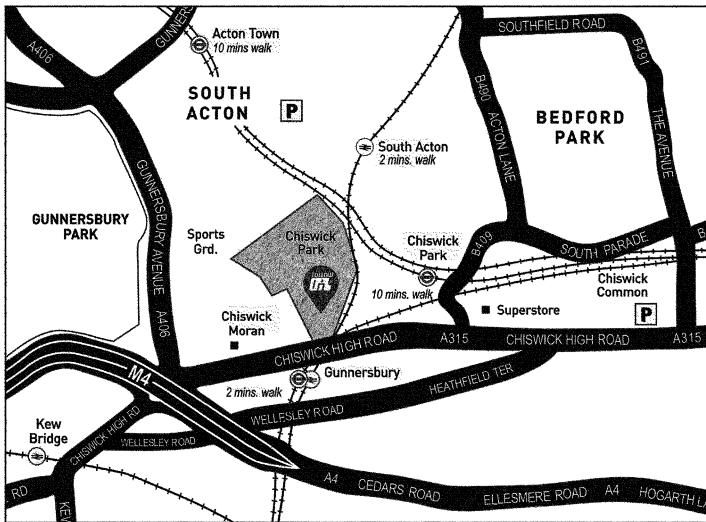 A406
GUNNERSBURY
Acton Town
10 mins walk
SOUTHFIELD ROAD
SOUTH
ACTON
P
B490
ACTON LANE
BEDFORD
PARK
B491
THE AVENUE
South Acton
2 mins. walk
GUNNERSBURY AVENUE
A406
GUNNERSBURY
PARK
Sports
Grd.
Chiswick
Park
Chiswick
Park
10 mins. walk
B409
SOUTH PARADE
B
Chiswick
Common
P
Superstore
Chiswick
Moran
CHISWICK HIGH ROAD
A315
CHISWICK HIGH ROAD
A315
M4
2 mins. walk
Gunnersbury
HEATHFIELD TER
WELLESLEY ROAD
CHISWICK HIGH RD
WELLESLEY ROAD
Kew
Bridge
RD
KEW
A4
CEDARS ROAD
ELLESMERE ROAD
A4
HOGARTH LA